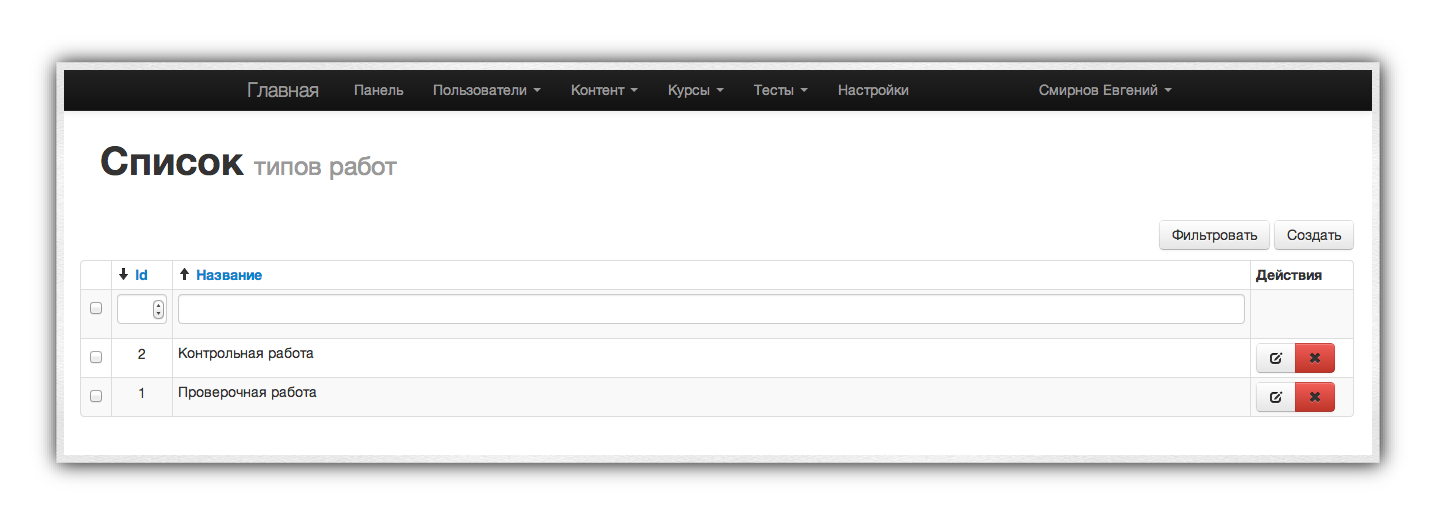 Главная Панель Пользователи Контент Курсы Тесты Настройки Смирнов Евгений
Список типов работ
Фильтровать Создать
Id Название Действия
2 Контрольная работа
1 Проверочная работа